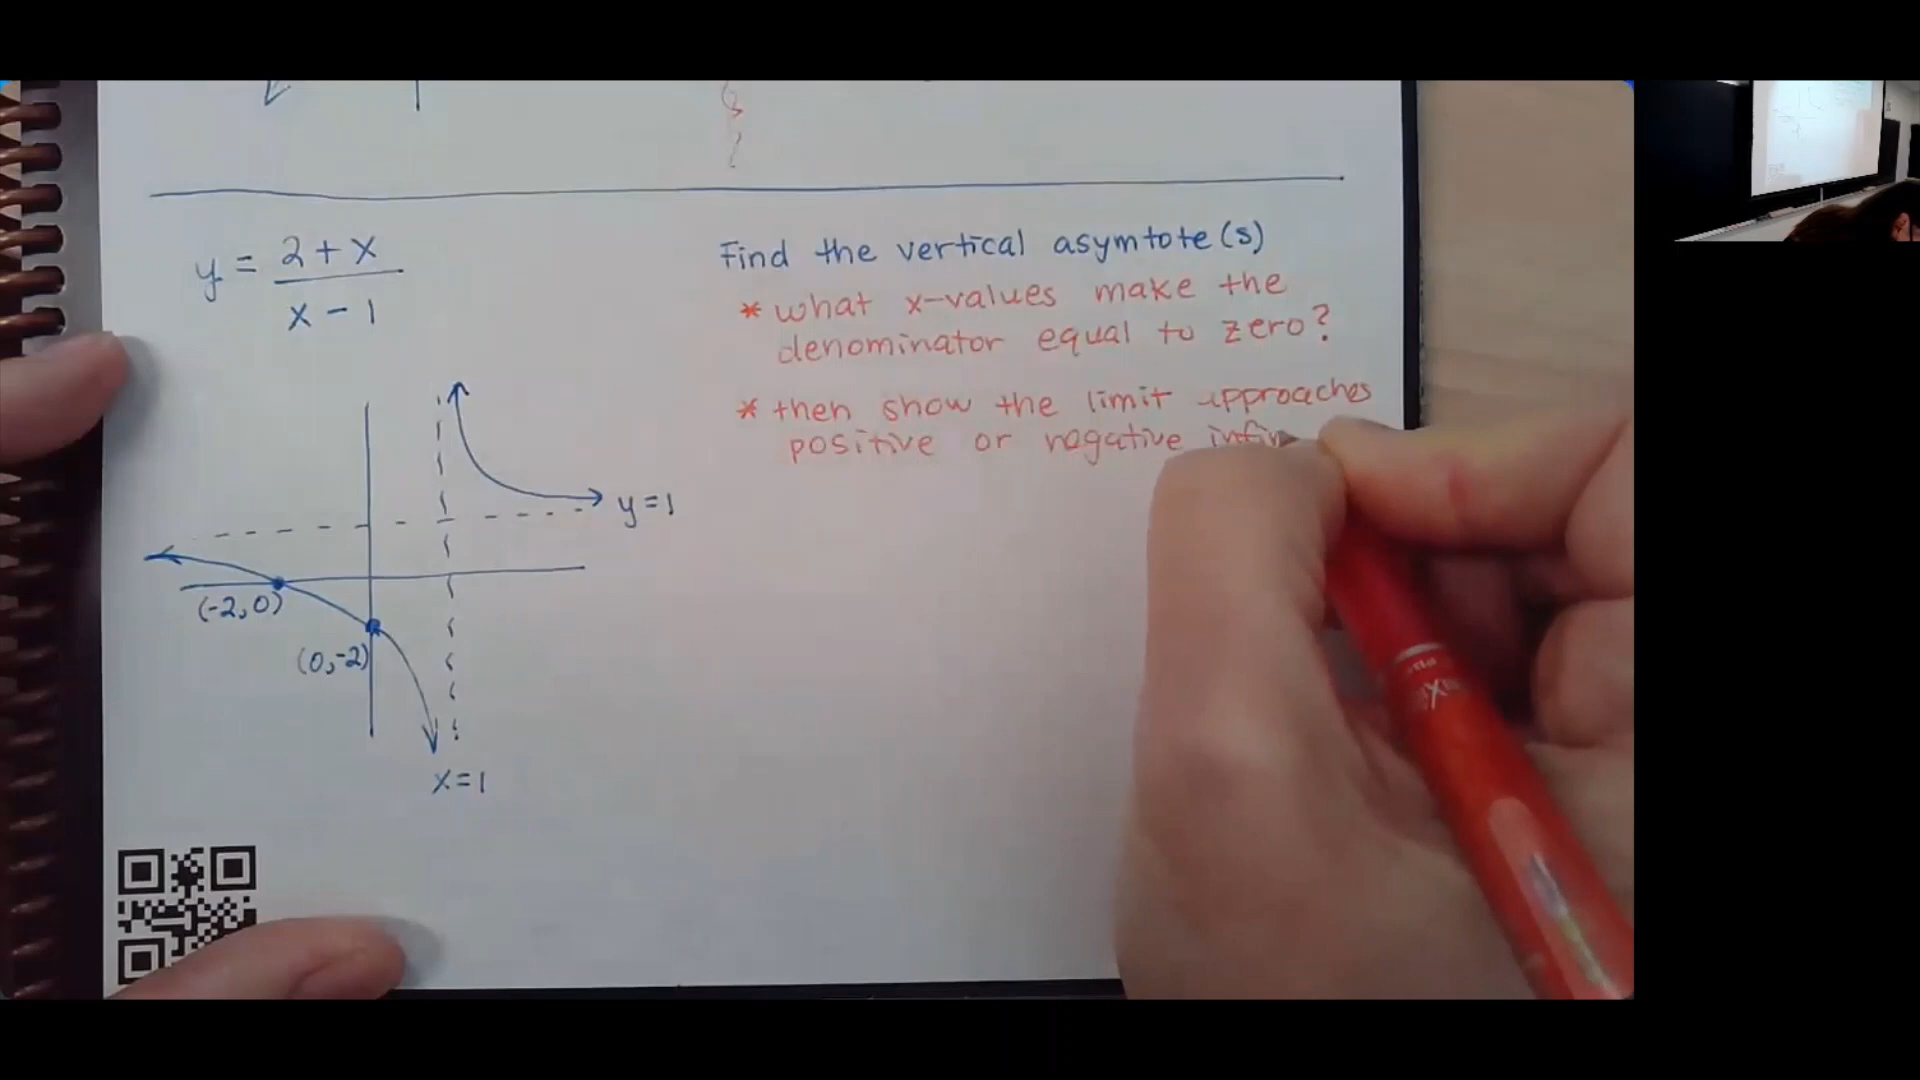 y = 2 + x / x - 1
Find the vertical asymtote(s)
* what x-values make the
denominator equal to zero?
* then show the limit approaches
positive or negative infin
y=1
(-2,0)
(0,-2)
x=1